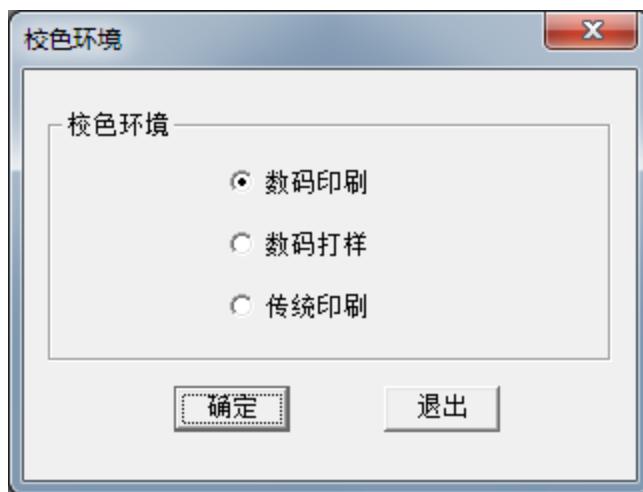 校色环境
校色环境
数码印刷
数码打样
传统印刷
确定 退出